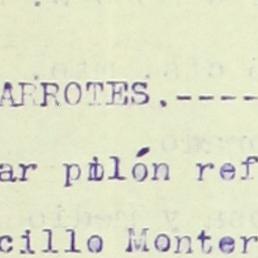 ARROTES.----
ar pilón ref
cillo Monter